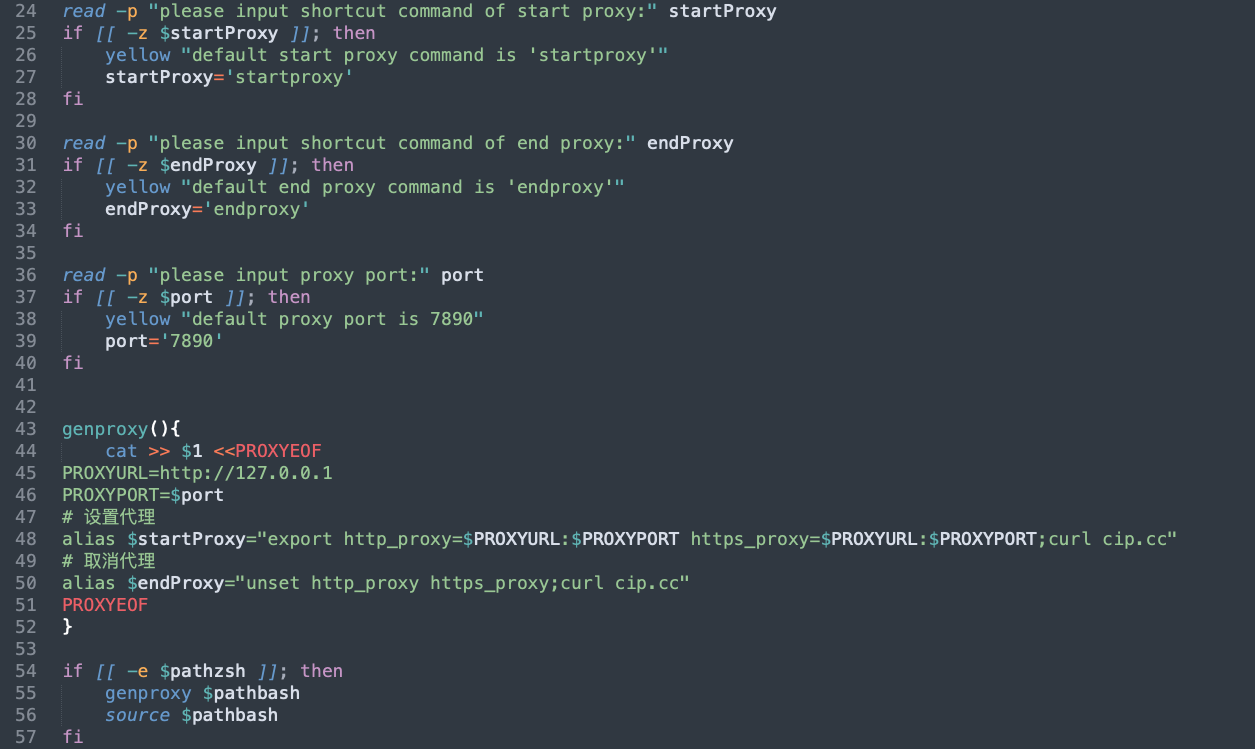 24 read -p "please input shortcut command of start proxy:" startProxy
25 if [[ -z $startProxy ]]; then
26     yellow "default start proxy command is 'startproxy'"
27     startProxy='startproxy'
28 fi
29
30 read -p "please input shortcut command of end proxy:" endProxy
31 if [[ -z $endProxy ]]; then
32     yellow "default end proxy command is 'endproxy'"
33     endProxy='endproxy'
34 fi
35
36 read -p "please input proxy port:" port
37 if [[ -z $port ]]; then
38     yellow "default proxy port is 7890"
39     port='7890'
40 fi
41
42
43 genproxy(){
44     cat >> $1 <<PROXYEOF
45 PROXYURL=http://127.0.0.1
46 PROXYPORT=$port
47 # 设置代理
48 alias $startProxy="export http_proxy=$PROXYURL:$PROXYPORT https_proxy=$PROXYURL:$PROXYPORT;curl cip.cc"
49 # 取消代理
50 alias $endProxy="unset http_proxy https_proxy;curl cip.cc"
51 PROXYEOF
52 }
53
54 if [[ -e $pathzsh ]]; then
55     genproxy $pathbash
56     source $pathbash
57 fi